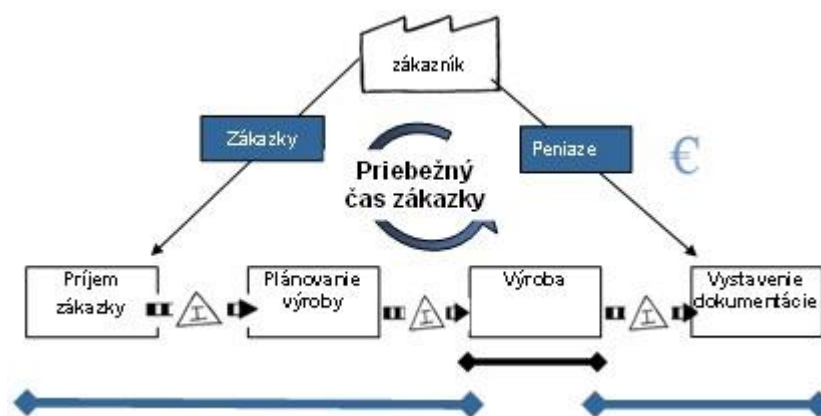 zákazník
Zákazky
Peniaze
€
Priebežný
čas zákazky
Príjem
zákazky
Plánovanie
výroby
Výroba
Vystavenie
dokumentácie
I
I
I